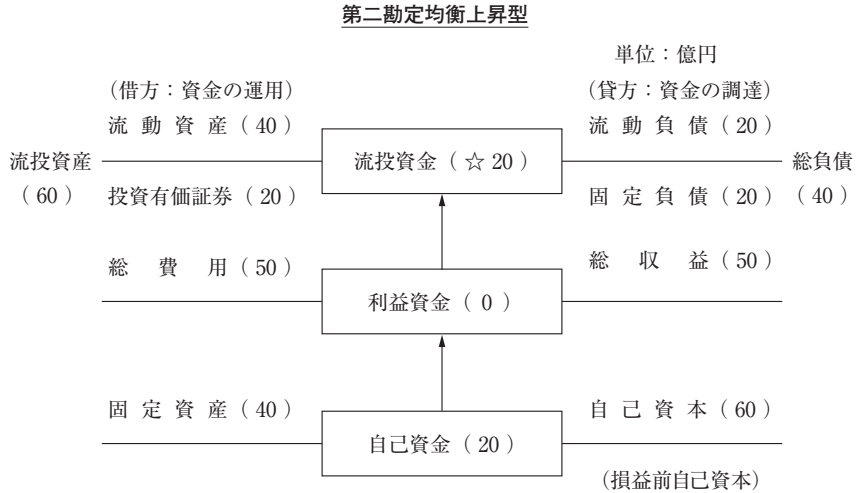 第二勘定均衡上昇型
単位：億円
（借方：資金の運用）
（貸方：資金の調達）
流動資産（40）
流動負債（20）
流投資産
（60）
流投資金（☆20）
総負債
（40）
投資有価証券（20）
固定負債（20）
総費用（50）
総収益（50）
利益資金（0）
固定資産（40）
自己資本（60）
自己資金（20）
（損益前自己資本）